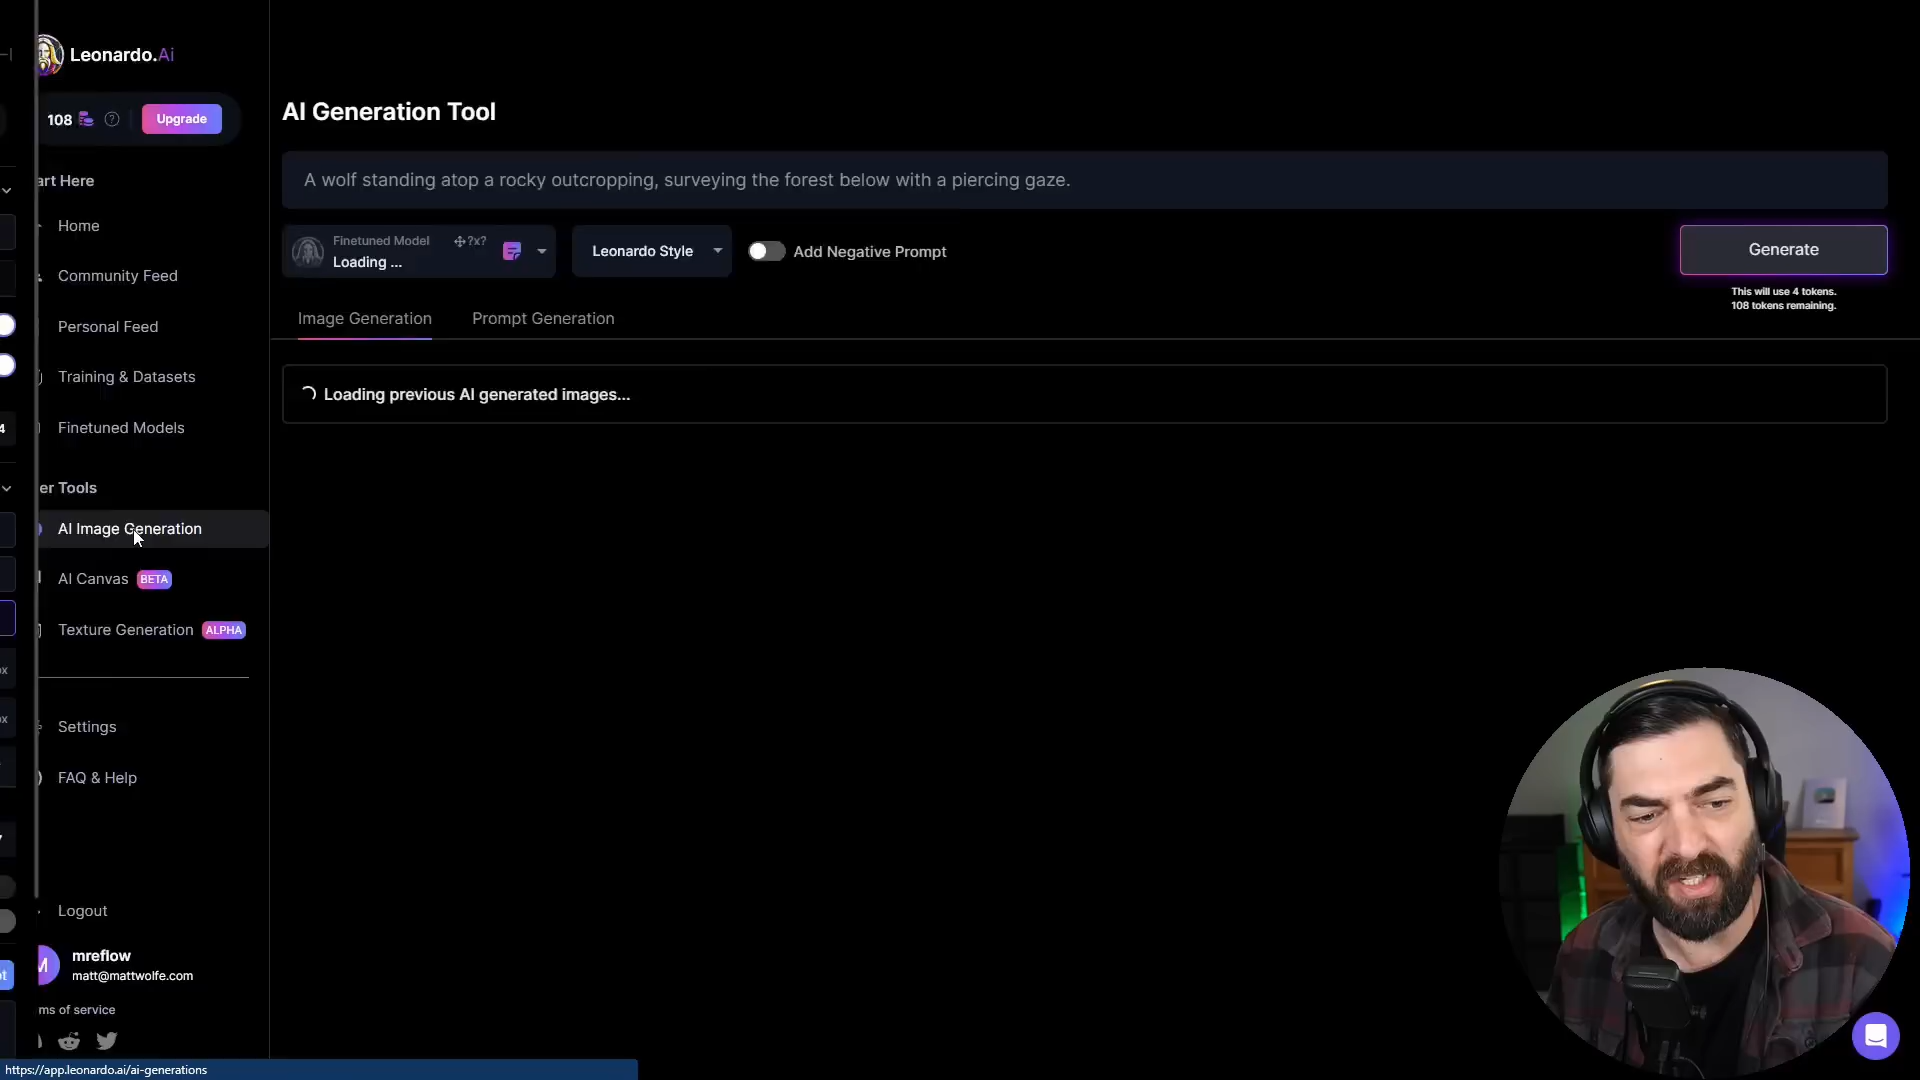 Leonardo.Ai
108
Upgrade
art Here
Home
Community Feed
Personal Feed
Training & Datasets
Finetuned Models
er Tools
AI Image Generation
AI Canvas BETA
Texture Generation ALPHA
Settings
FAQ & Help
Logout
M
mreflow
matt@mattwolfe.com
ms of service
https://app.leonardo.ai/ai-generations
AI Generation Tool
A wolf standing atop a rocky outcropping, surveying the forest below with a piercing gaze.
Finetuned Model ?x?
Loading ...
Leonardo Style
Add Negative Prompt
Generate
This will use 4 tokens.
108 tokens remaining.
Image Generation
Prompt Generation
Loading previous AI generated images...